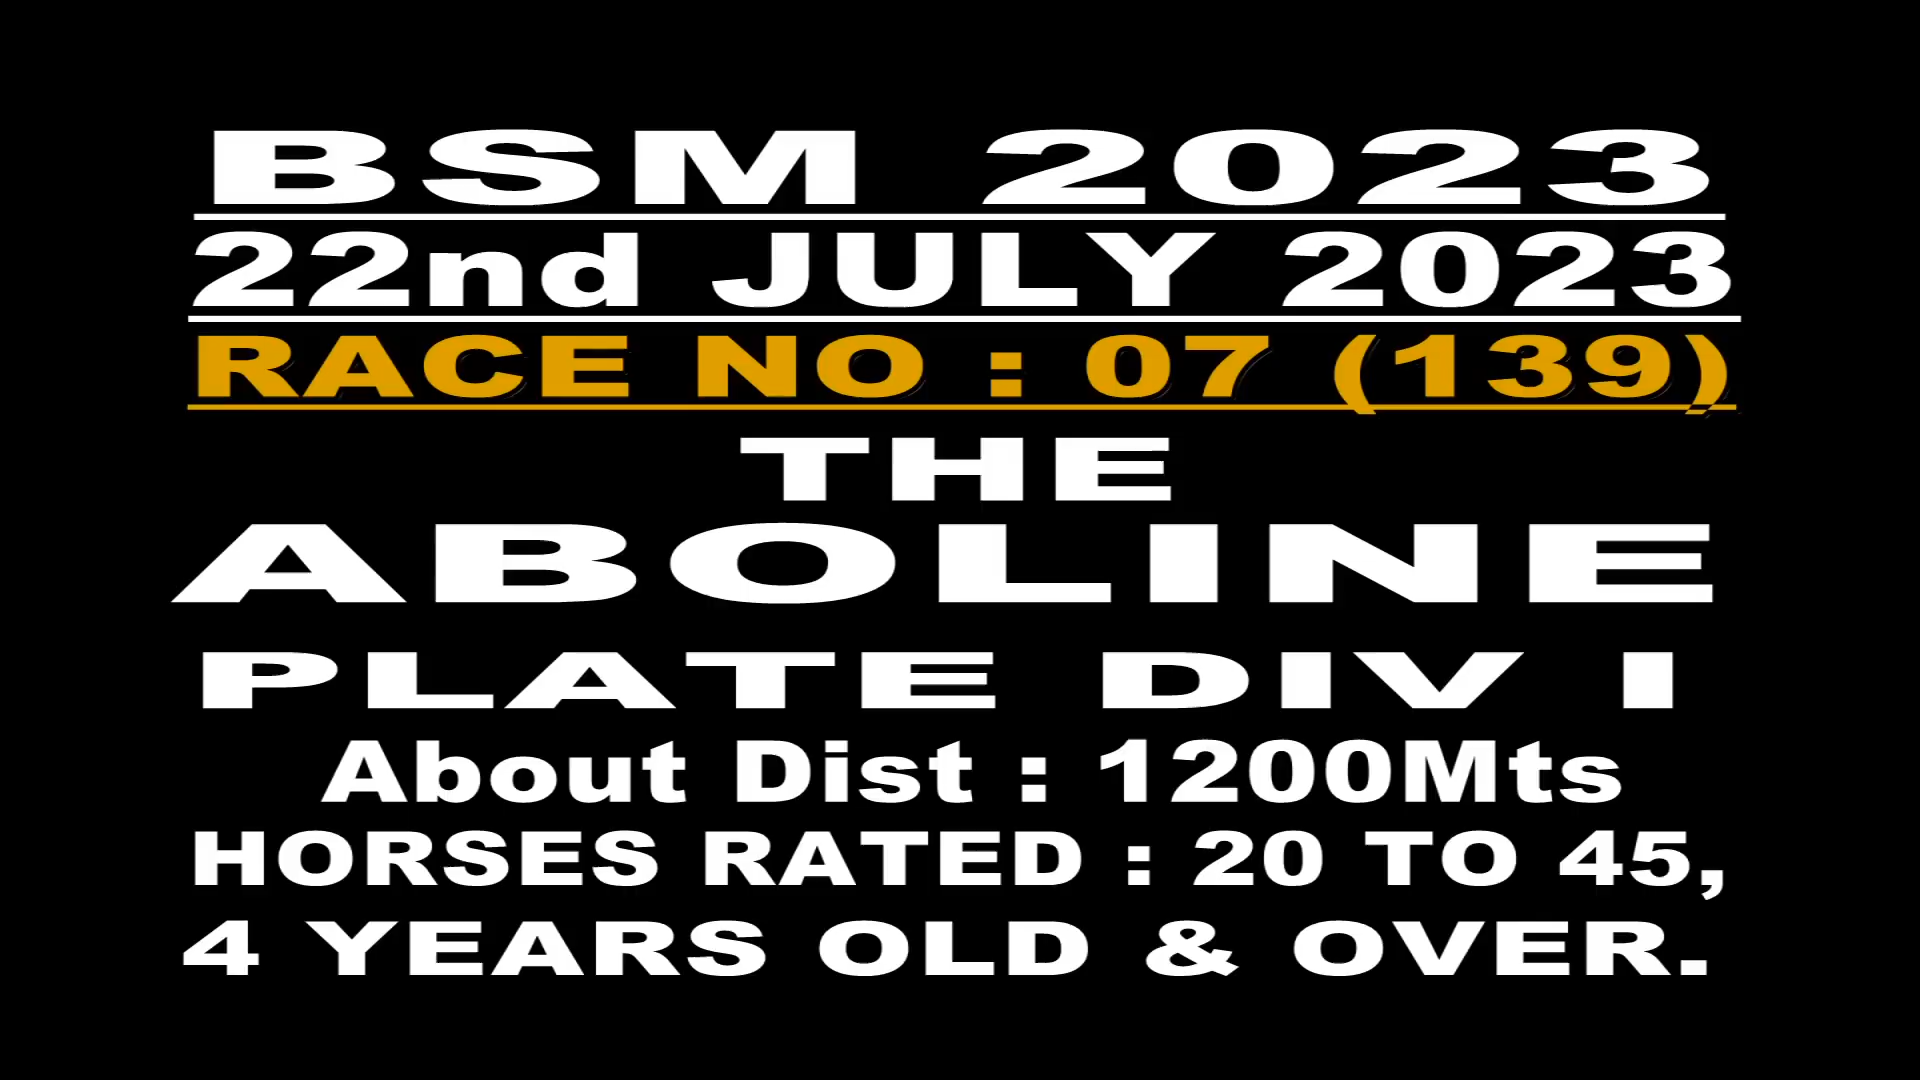 BSM 2023
22nd JULY 2023
RACE NO : 07 (139)
THE
ABOLINE
PLATE DIV I
About Dist : 1200Mts
HORSES RATED : 20 TO 45,
4 YEARS OLD & OVER.